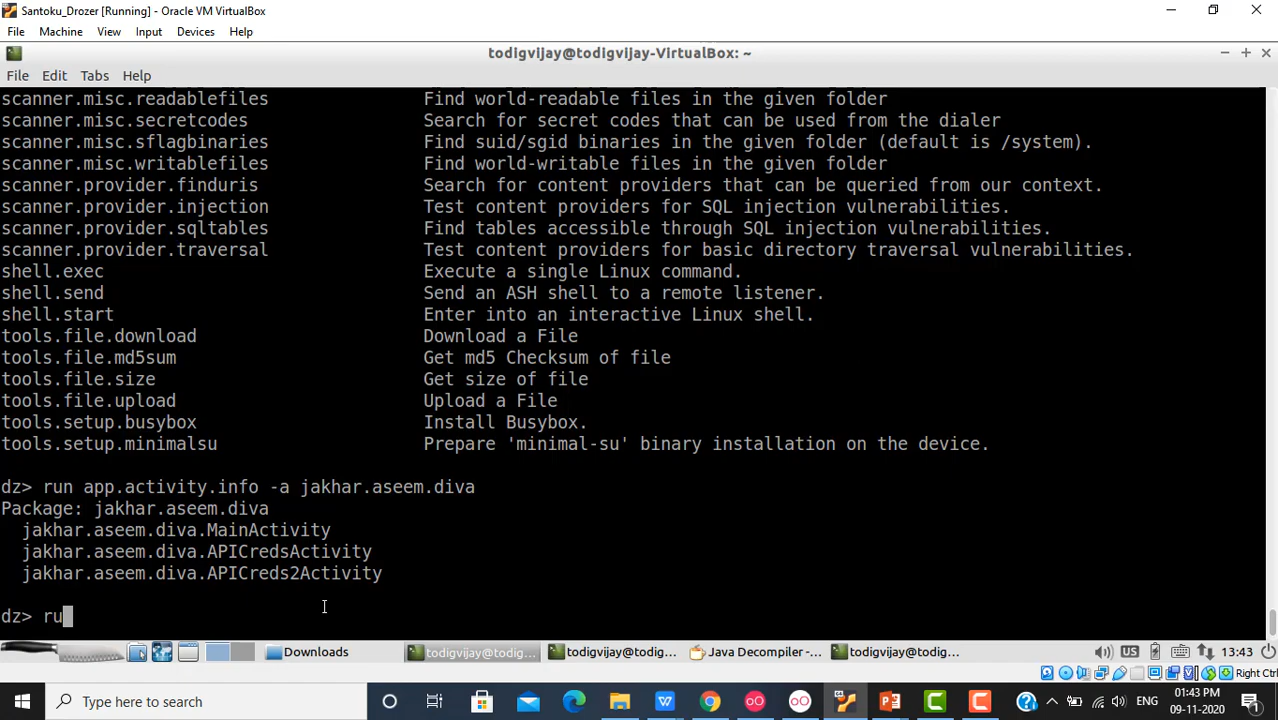 Santoku_Drozer [Running] - Oracle VM VirtualBox
File Machine View Input Devices Help
todigvijay@todigvijay-VirtualBox: ~
File Edit Tabs Help
scanner.misc.readablefiles Find world-readable files in the given folder
scanner.misc.secretcodes Search for secret codes that can be used from the dialer
scanner.misc.sflagbinaries Find suid/sgid binaries in the given folder (default is /system).
scanner.misc.writablefiles Find world-writable files in the given folder
scanner.provider.finduris Search for content providers that can be queried from our context.
scanner.provider.injection Test content providers for SQL injection vulnerabilities.
scanner.provider.sqltables Find tables accessible through SQL injection vulnerabilities.
scanner.provider.traversal Test content providers for basic directory traversal vulnerabilities.
shell.exec Execute a single Linux command.
shell.send Send an ASH shell to a remote listener.
shell.start Enter into an interactive Linux shell.
tools.file.download Download a File
tools.file.md5sum Get md5 Checksum of file
tools.file.size Get size of file
tools.file.upload Upload a File
tools.setup.busybox Install Busybox.
tools.setup.minimalsu Prepare 'minimal-su' binary installation on the device.
dz> run app.activity.info -a jakhar.aseem.diva
Package: jakhar.aseem.diva
jakhar.aseem.diva.MainActivity
jakhar.aseem.diva.APICredsActivity
jakhar.aseem.diva.APICreds2Activity
dz> ru
Downloads todigvijay@todig... todigvijay@todig... Java Decompiler -... todigvijay@todig... US 13:43
Right Ctrl
Type here to search ENG 01:43 PM
09-11-2020